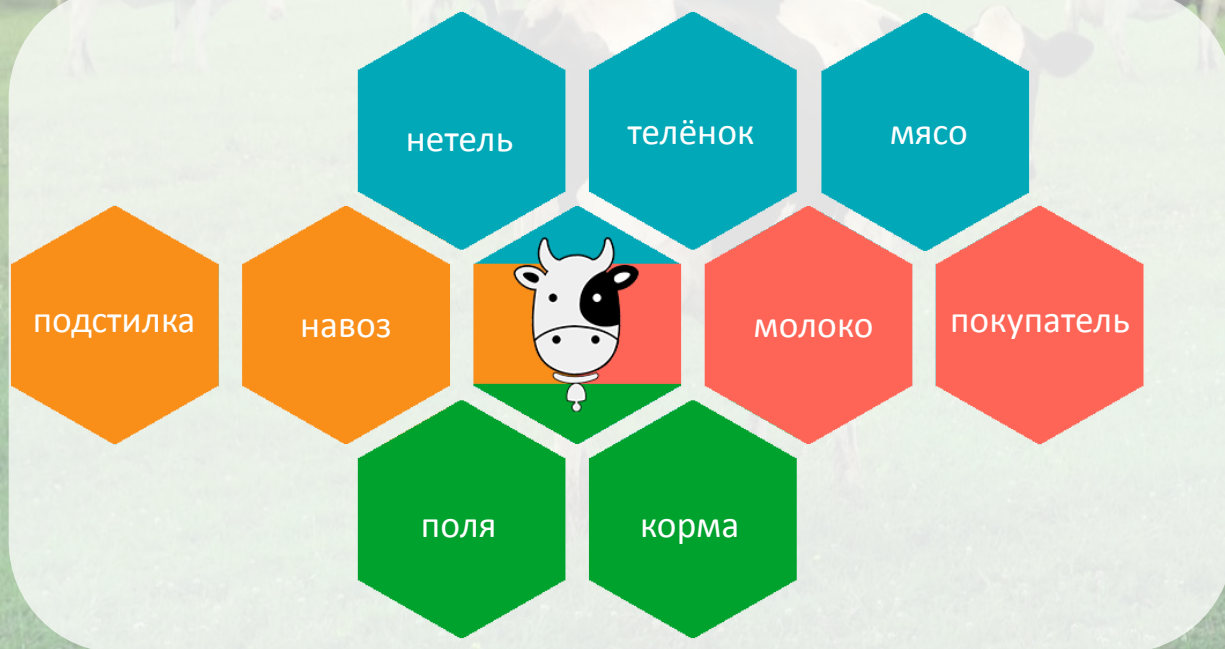 нетель
телёнок
мясо
подстилка
навоз
молоко
покупатель
поля
корма